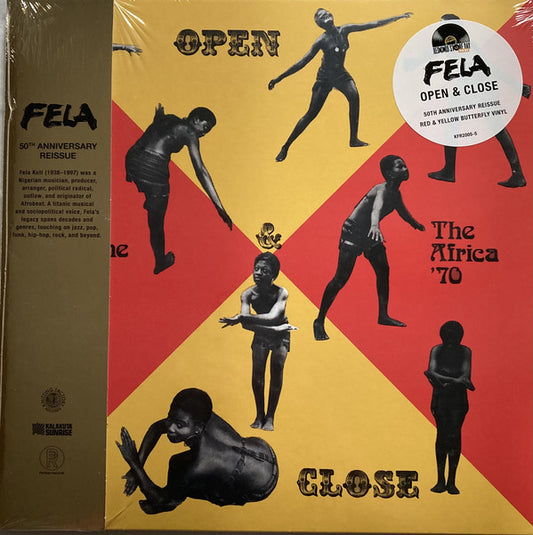 FELA
50TH ANNIVERSARY
REISSUE
Fela Kuti (1938–1997) was a
Nigerian musician, producer,
arranger, political radical,
outlaw, and originator of
Afrobeat. A titanic musical
and sociopolitical voice, Fela's
legacy spans decades and
genres, touching on jazz, pop,
funk, hip-hop, rock, and beyond.
KALAKUTA
SUNRISE
R
OPEN
&
CLOSE
The
Africa
'70
RECORD STORE DAY
FELA
OPEN & CLOSE
50TH ANNIVERSARY REISSUE
RED & YELLOW BUTTERFLY VINYL
KFR2005-5